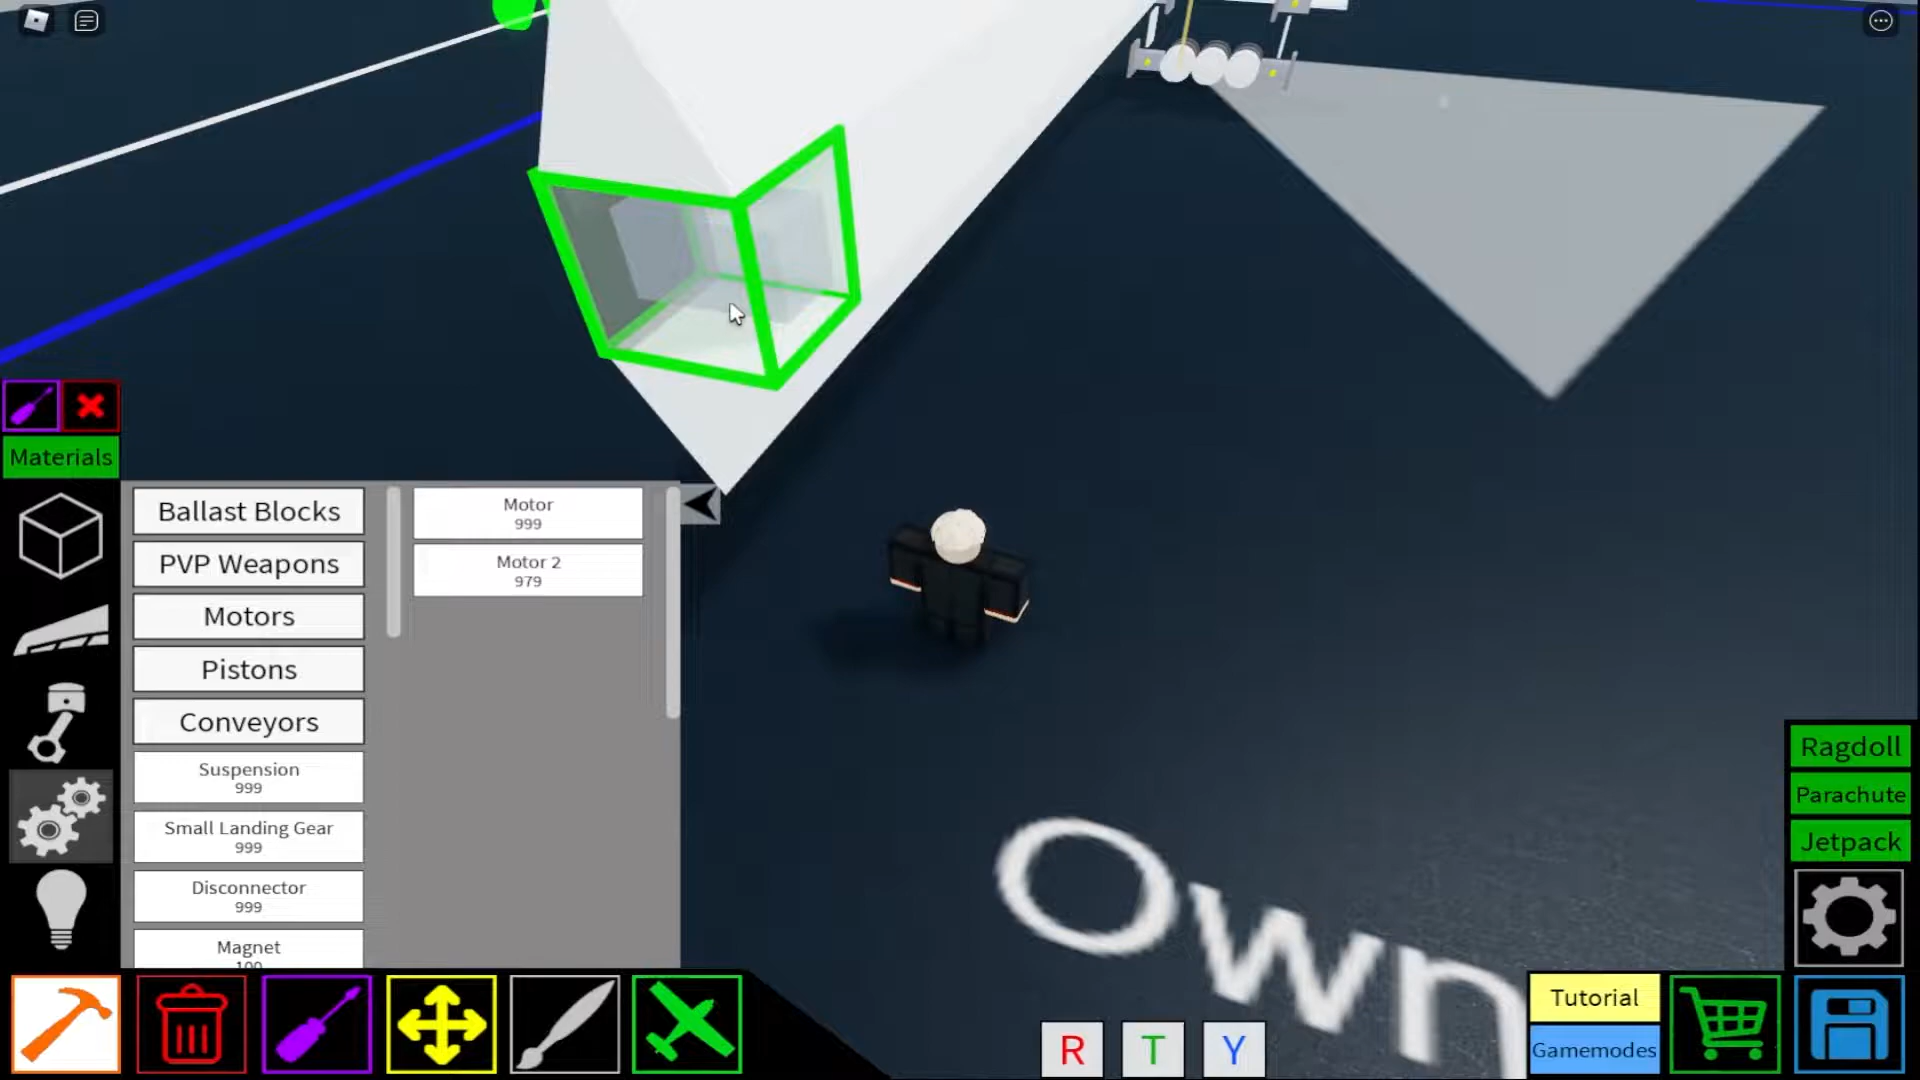 Materials
Ballast Blocks
PVP Weapons
Motors
Pistons
Conveyors
Suspension
999
Small Landing Gear
999
Disconnector
999
Magnet
100
Motor
999
Motor 2
979
Ragdoll
Parachute
Jetpack
Own
R T Y
Tutorial
Gamemodes